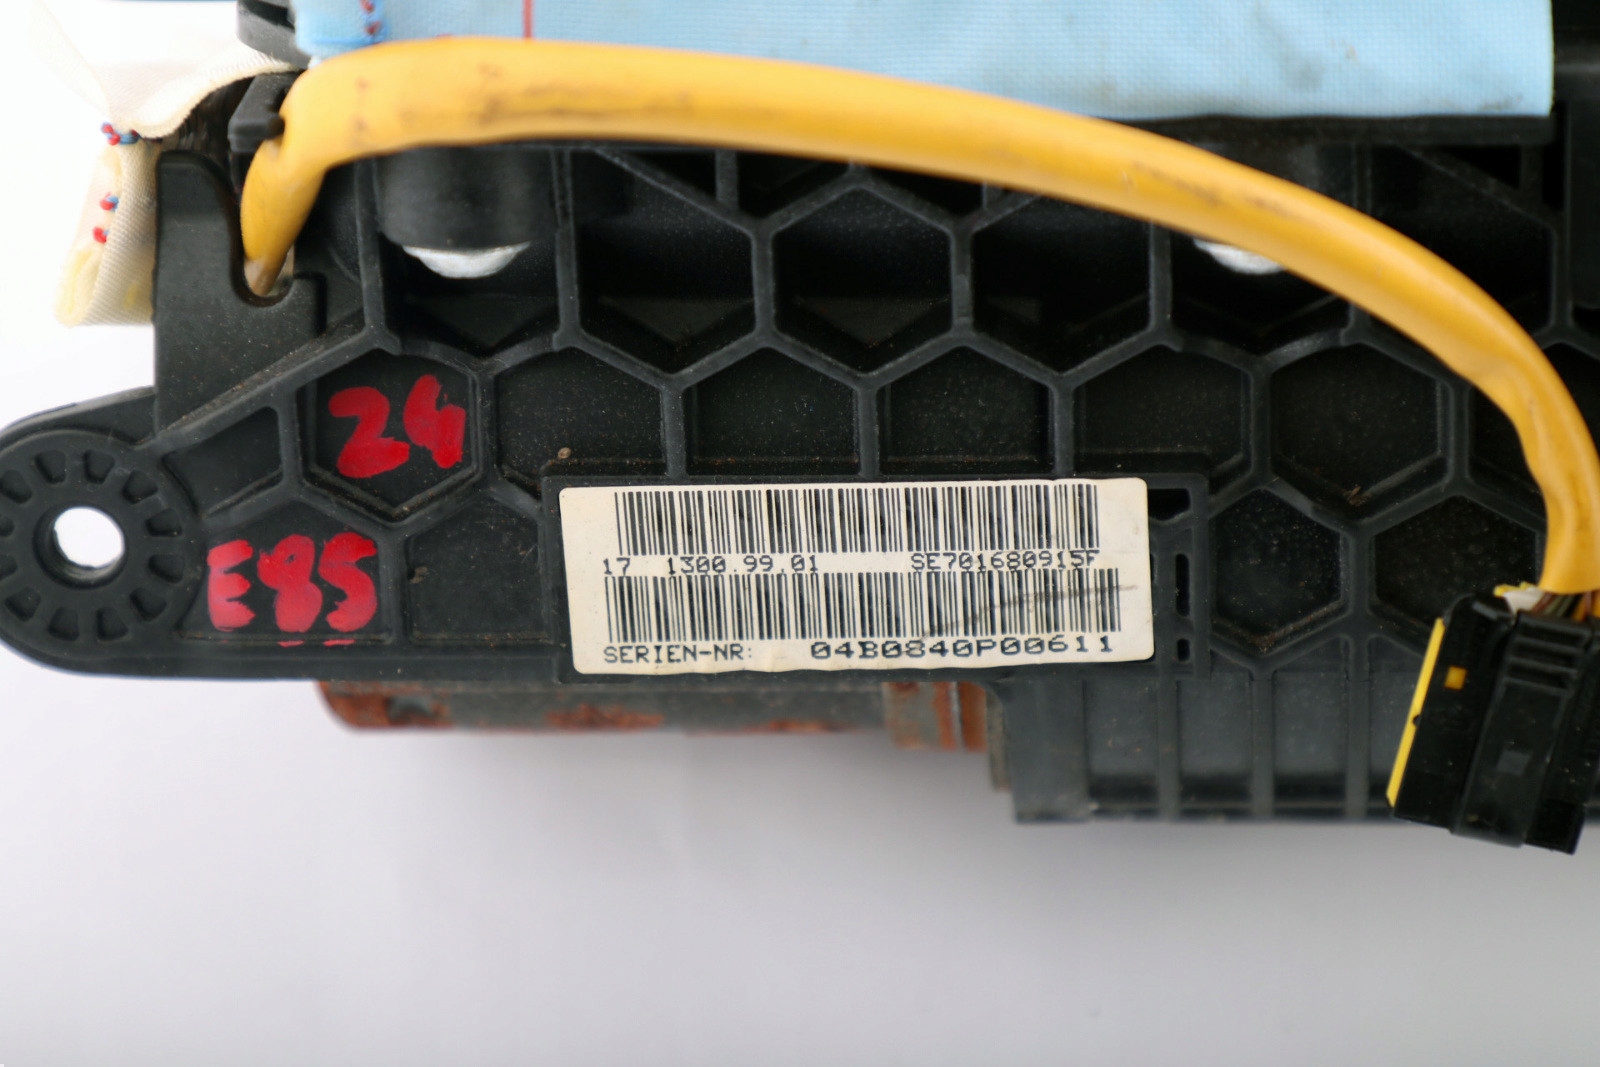 24
E85
17 1300.99.01 SE701680915F
SERIEN-NR: 04B0840P00611